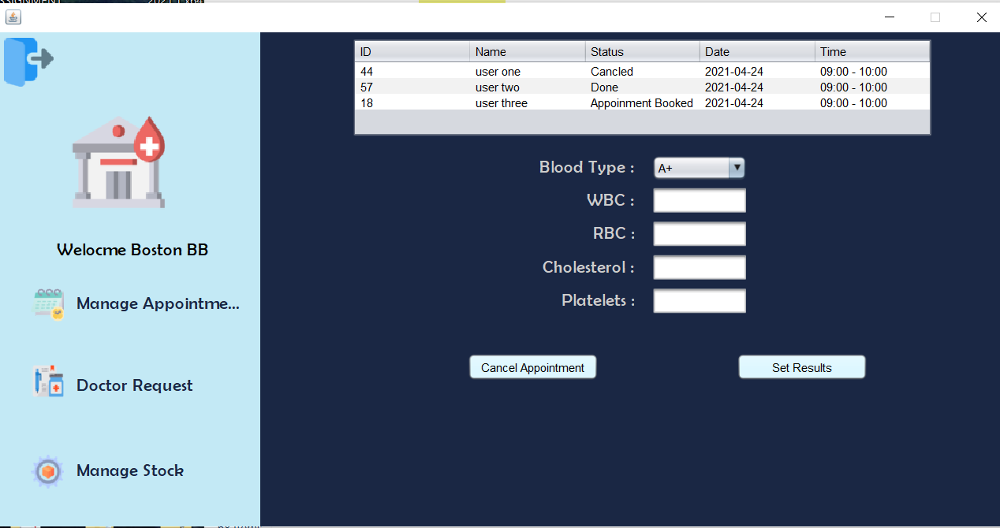 ID Name Status Date Time
44 user one Cancled 2021-04-24 09:00 - 10:00
57 user two Done 2021-04-24 09:00 - 10:00
18 user three Appoinment Booked 2021-04-24 09:00 - 10:00
Blood Type : A+
WBC :
RBC :
Cholesterol :
Platelets :
Cancel Appointment Set Results
Welocme Boston BB
Manage Appointme...
Doctor Request
Manage Stock